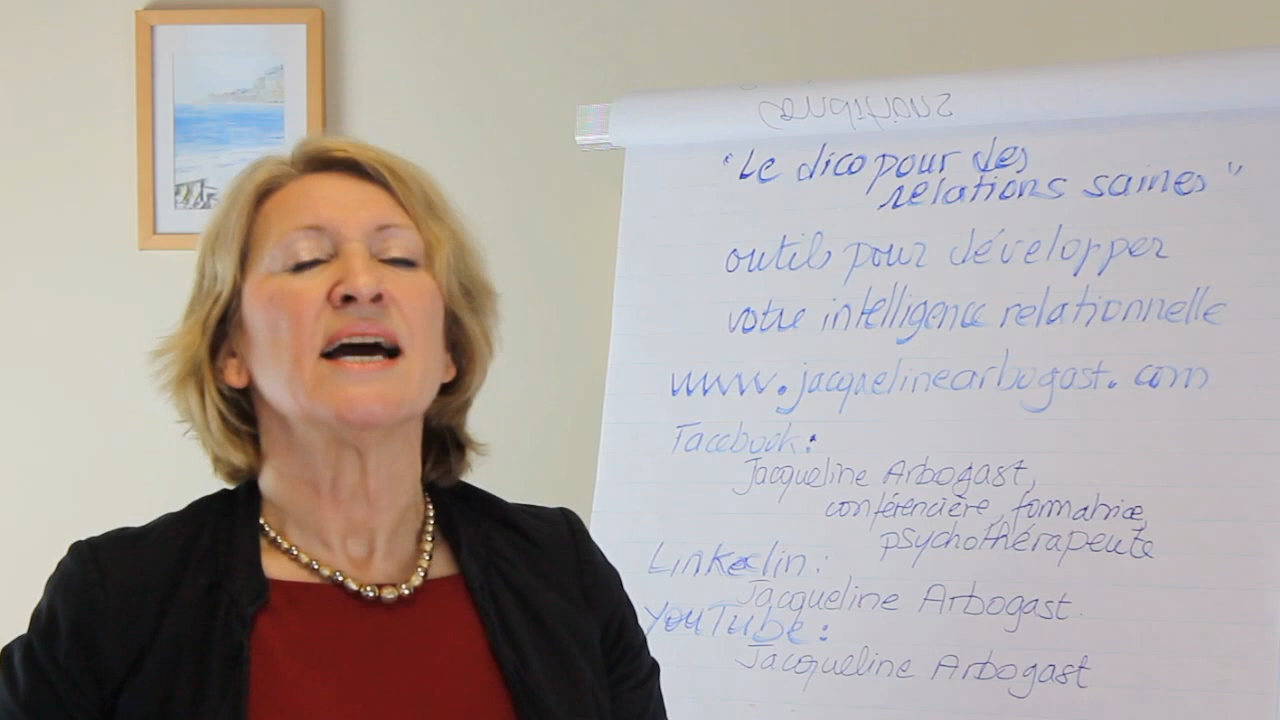 "Le dico pour des
relations saines"
outils pour développer
votre intelligence relationnelle
www.jacquelinearbogast.com
Facebook:
Jacqueline Arbogast,
conférencière, formatrice,
psychothérapeute
LinkedIn:
Jacqueline Arbogast.
YouTube:
Jacqueline Arbogast